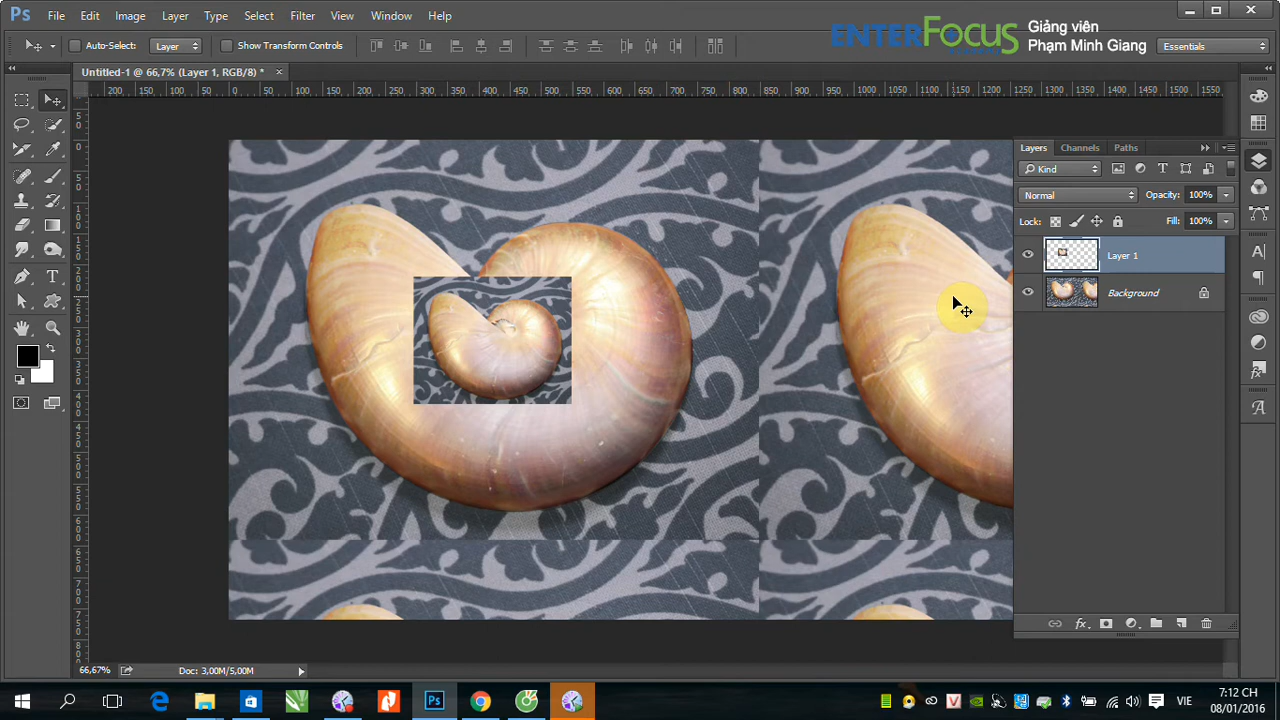 Ps File Edit Image Layer Type Select Filter View Window Help
ENTERFOCUS
Giảng viên
Phạm Minh Giang
Auto-Select: Layer Show Transform Controls
Essentials
Untitled-1 @ 66,7% (Layer 1, RGB/8) *
200 150 100 50 0 50 100 150 200 250 300 350 400 450 500 550 600 650 700 750 800 850 900 950 1000 1050 1100 1150 1200 1250 1300 1350 1400 1450 1500 1550
Layers Channels Paths
Kind
Normal Opacity: 100%
Lock: Fill: 100%
Layer 1
Background
66,67% Doc: 3,00M/5,00M
VIE
7:12 CH
08/01/2016